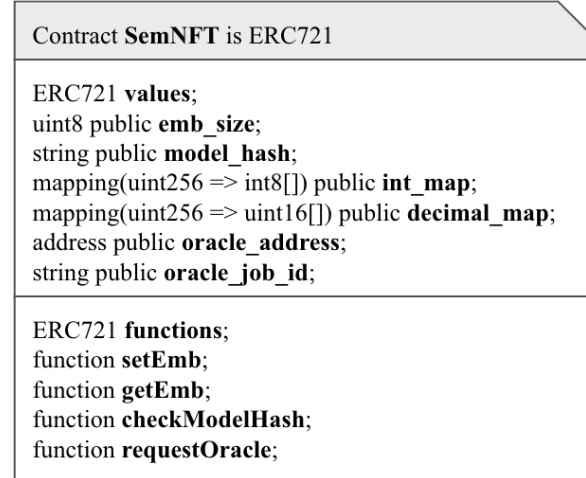 Contract SemNFT is ERC721
ERC721 values;
uint8 public emb_size;
string public model_hash;
mapping(uint256 => int8[]) public int_map;
mapping(uint256 => uint16[]) public decimal_map;
address public oracle_address;
string public oracle_job_id;
ERC721 functions;
function setEmb;
function getEmb;
function checkModelHash;
function requestOracle;